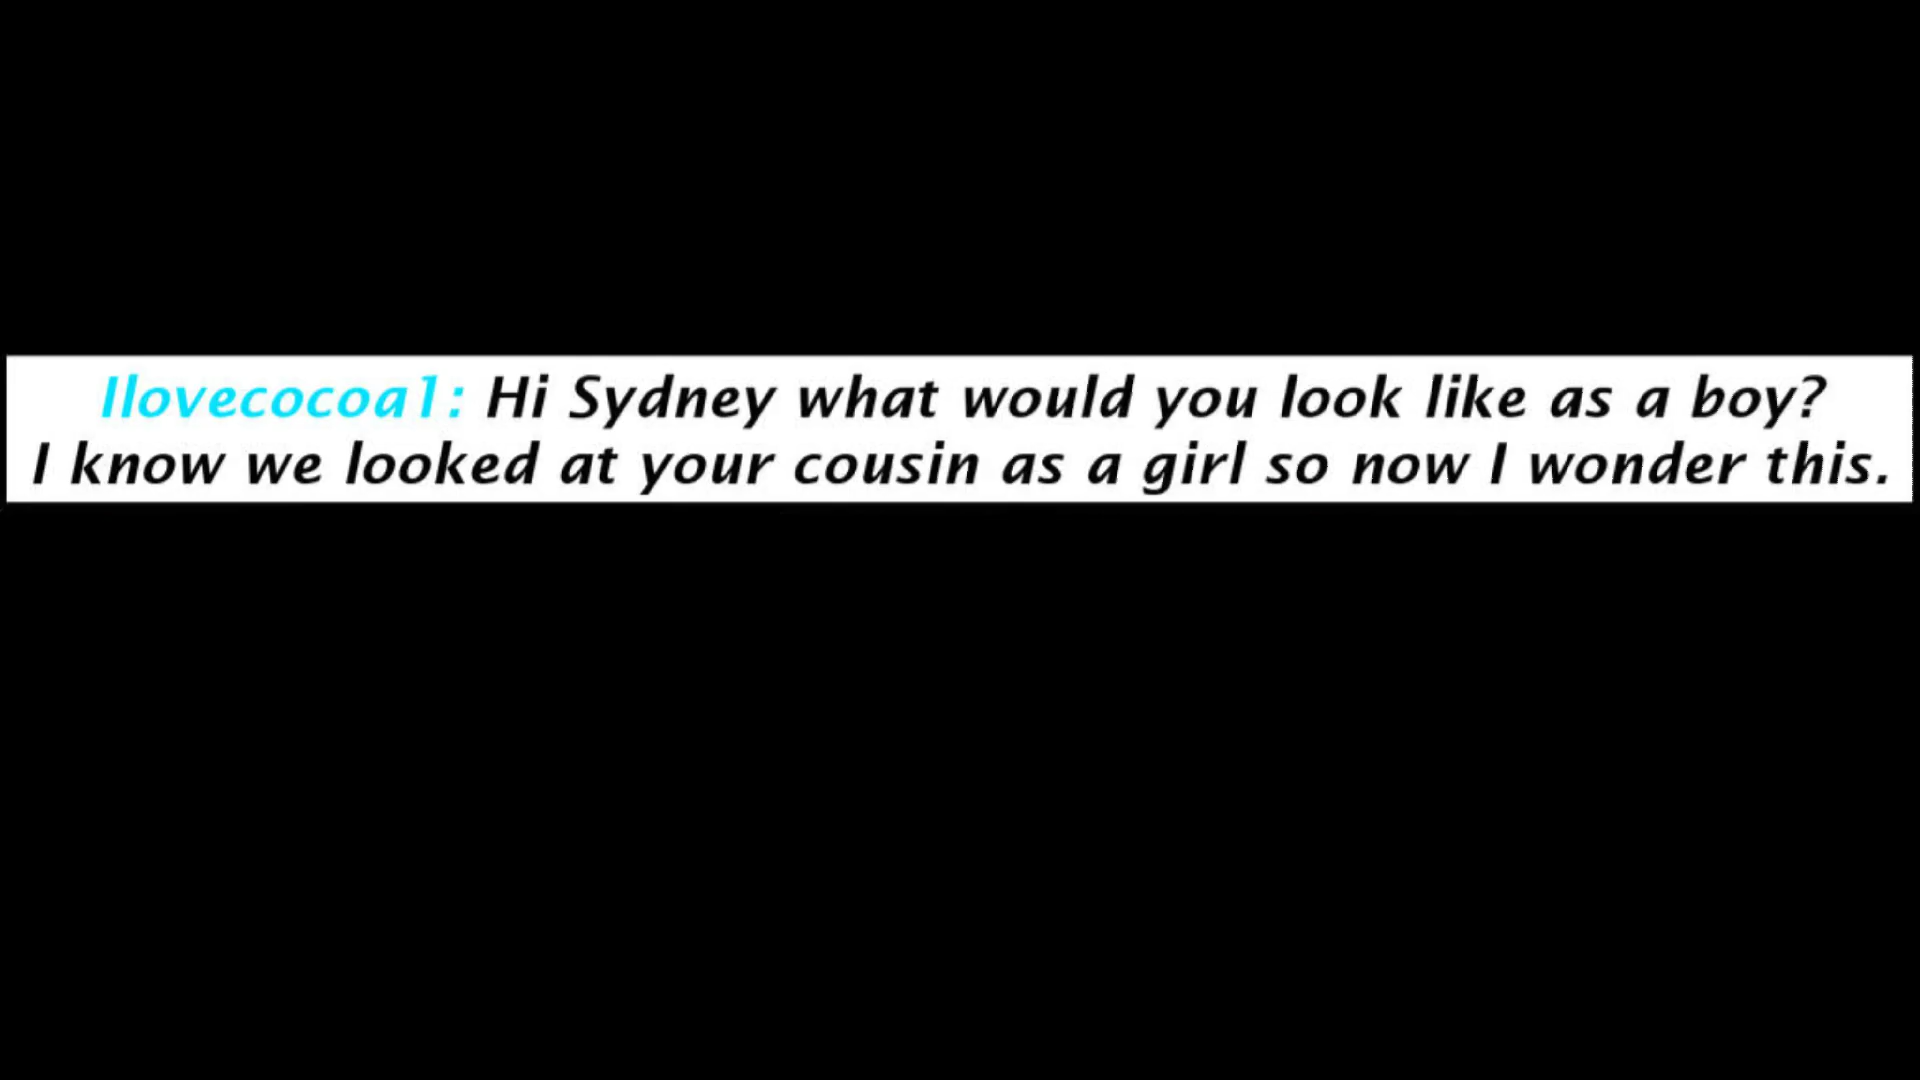 Ilovecocoa1: Hi Sydney what would you look like as a boy?
I know we looked at your cousin as a girl so now I wonder this.